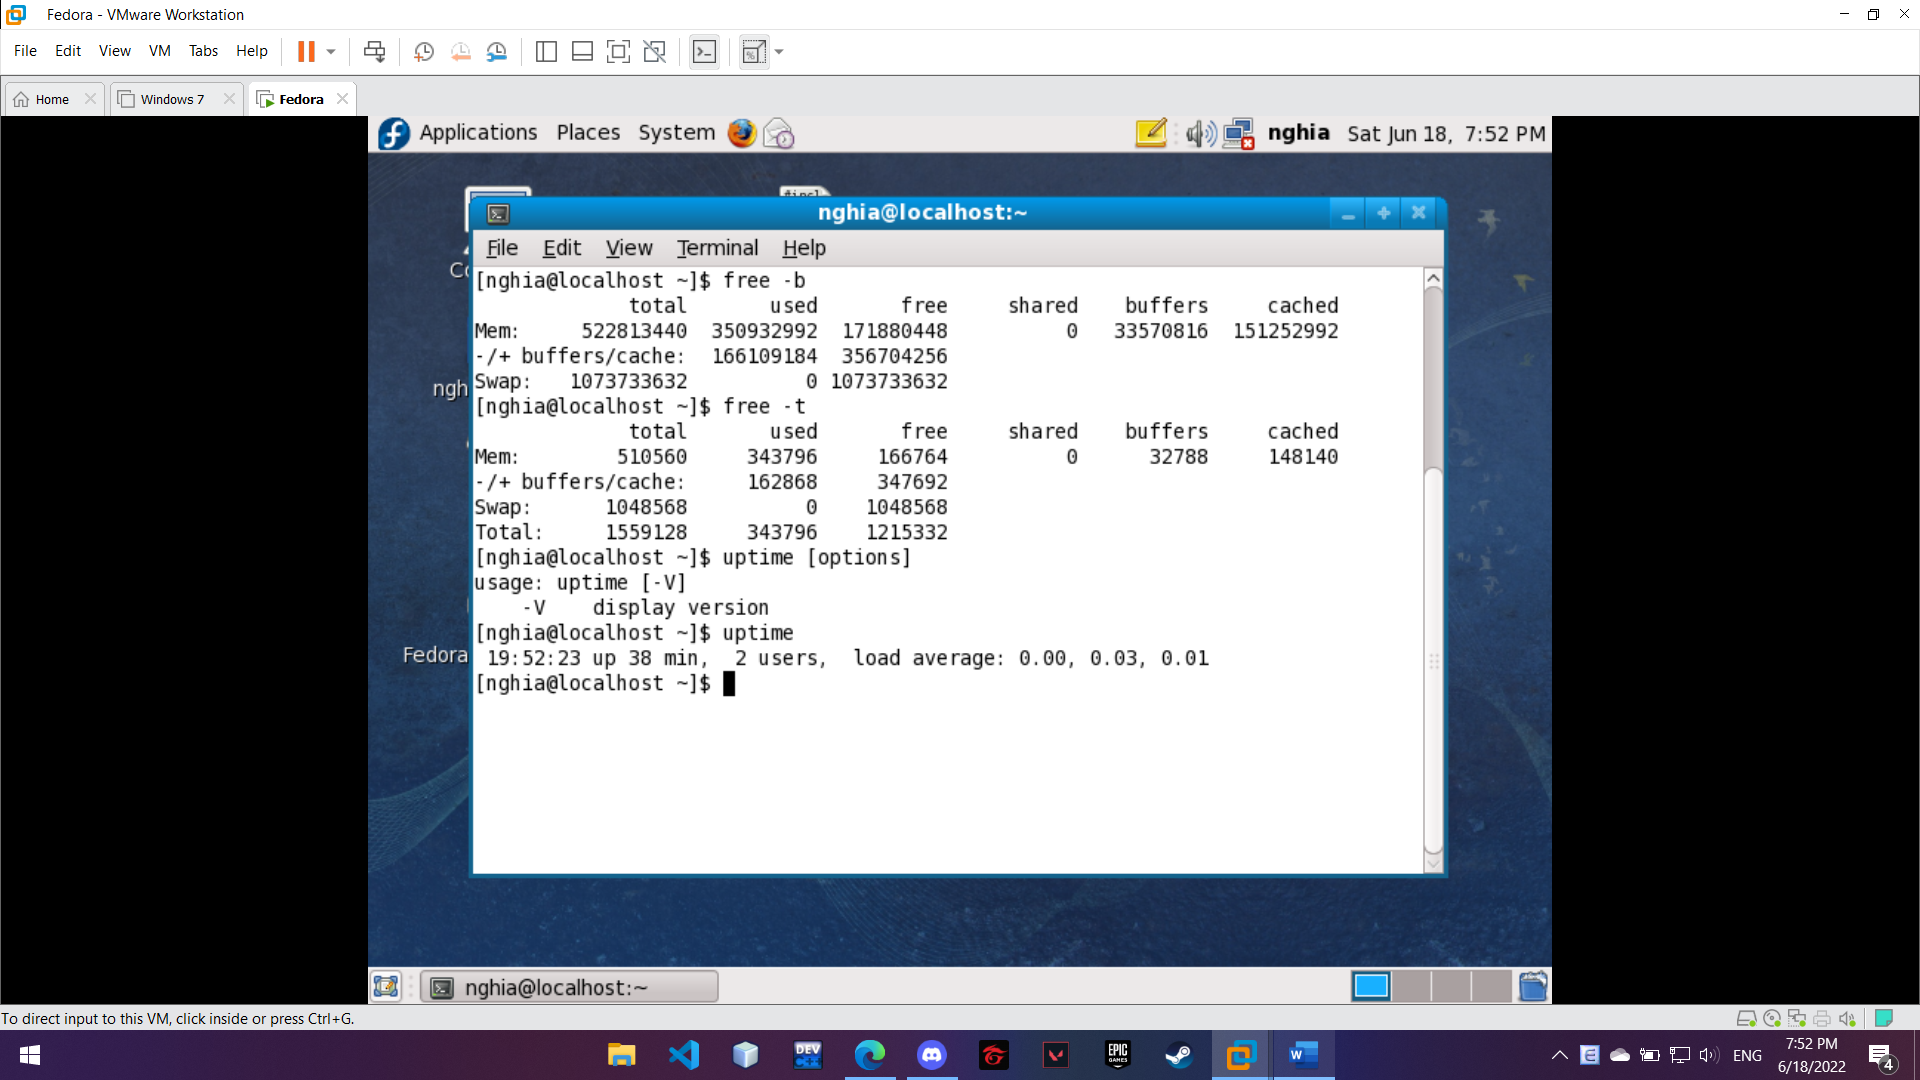 Fedora - VMware Workstation
File Edit View VM Tabs Help
Home Windows 7 Fedora
Applications Places System nghia Sat Jun 18, 7:52 PM
#incl
nghia@localhost:~
File Edit View Terminal Help
[nghia@localhost ~]$ free -b
total used free shared buffers cached
Mem: 522813440 350932992 171880448 0 33570816 151252992
-/+ buffers/cache: 166109184 356704256
Swap: 1073733632 0 1073733632
[nghia@localhost ~]$ free -t
total used free shared buffers cached
Mem: 510560 343796 166764 0 32788 148140
-/+ buffers/cache: 162868 347692
Swap: 1048568 0 1048568
Total: 1559128 343796 1215332
[nghia@localhost ~]$ uptime [options]
usage: uptime [-V]
-V display version
[nghia@localhost ~]$ uptime
19:52:23 up 38 min, 2 users, load average: 0.00, 0.03, 0.01
[nghia@localhost ~]$
ngh
Fedora
nghia@localhost:~
To direct input to this VM, click inside or press Ctrl+G.
DEV C++
EPIC GAMES
ENG
7:52 PM
6/18/2022
4